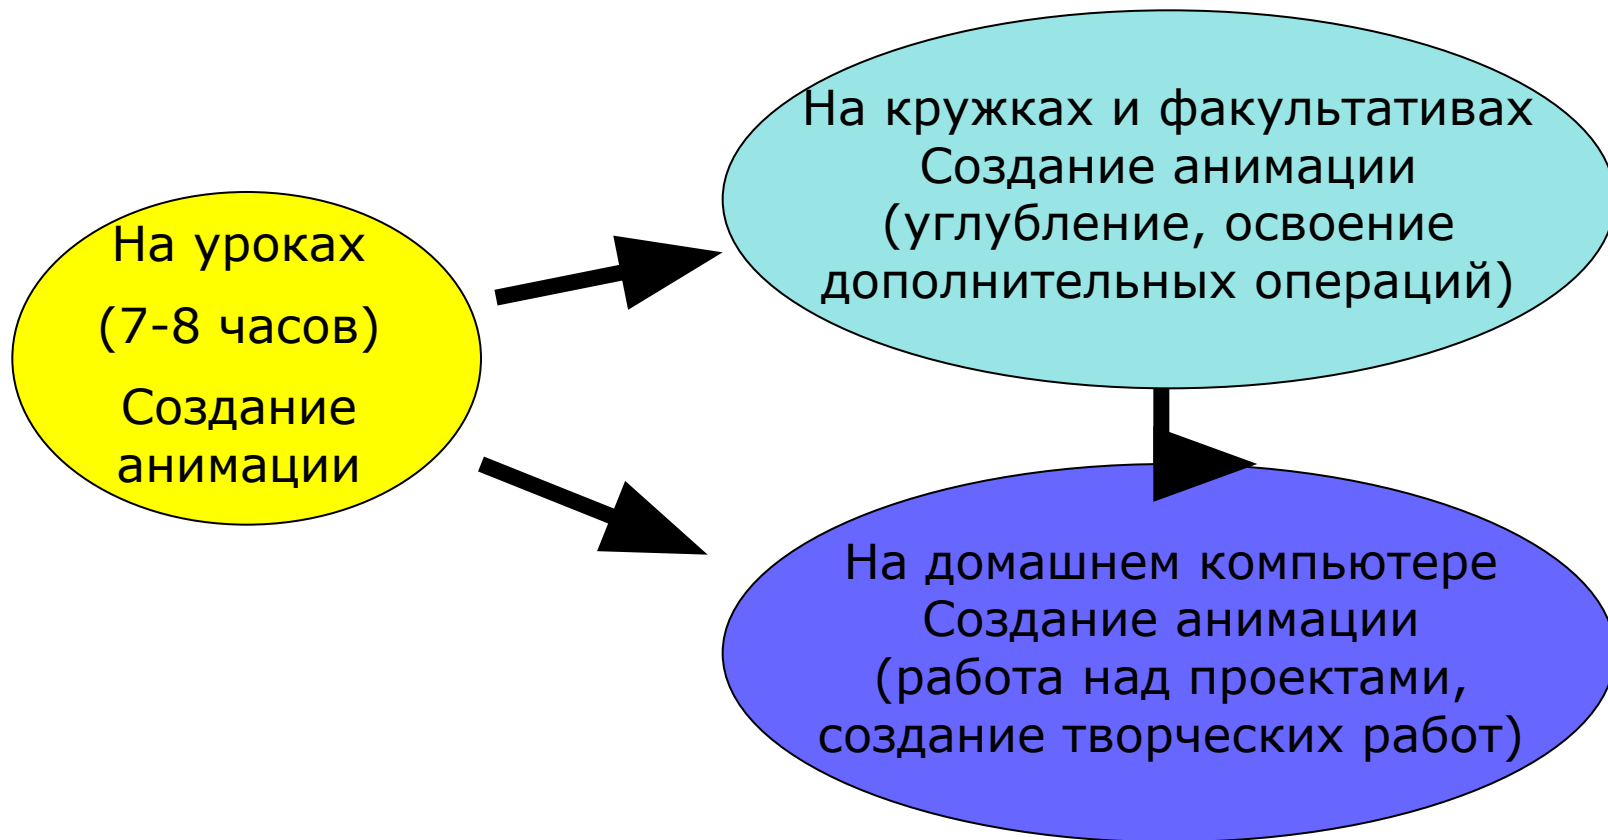 На уроках
(7-8 часов)
Создание
анимации
На кружках и факультативах
Создание анимации
(углубление, освоение
дополнительных операций)
На домашнем компьютере
Создание анимации
(работа над проектами,
создание творческих работ)